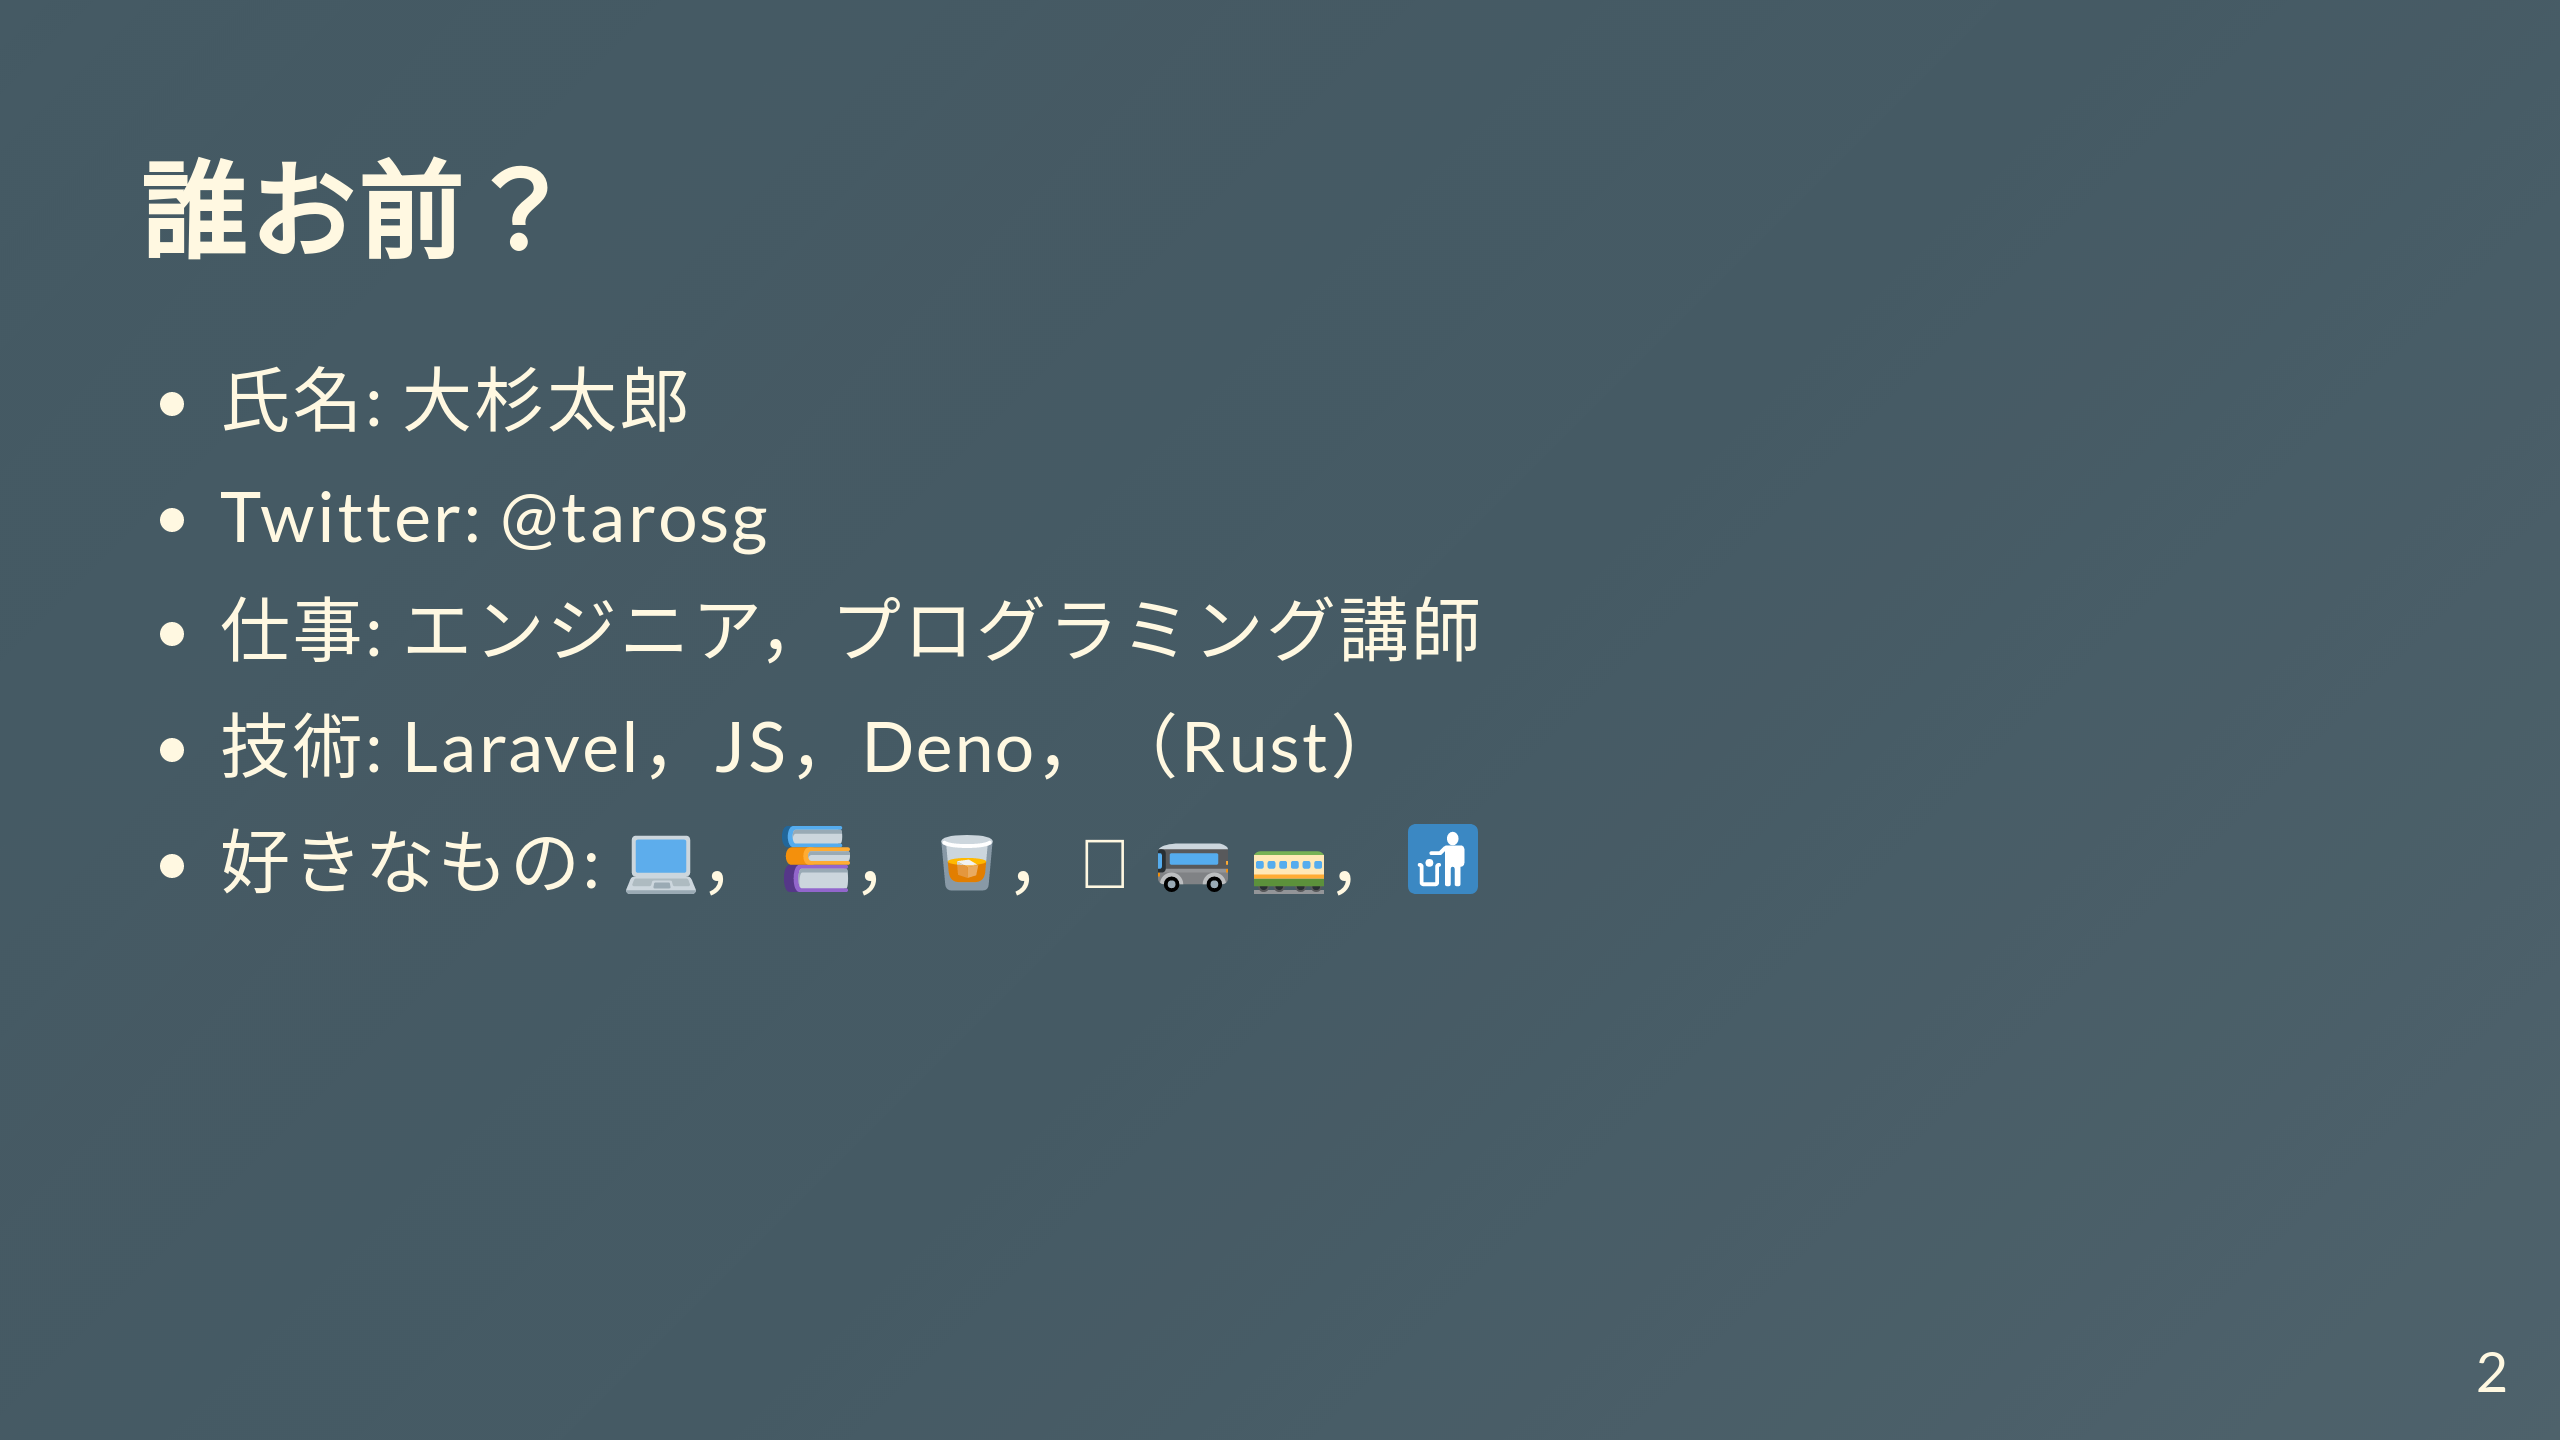 誰お前？
• 氏名: 大杉太郎
• Twitter: @tarosg
• 仕事: エンジニア，プログラミング講師
• 技術: Laravel，JS，Deno，（Rust）
• 好きなもの: 💻，📚，🥃，□ 🚌 🚃，🚮
2